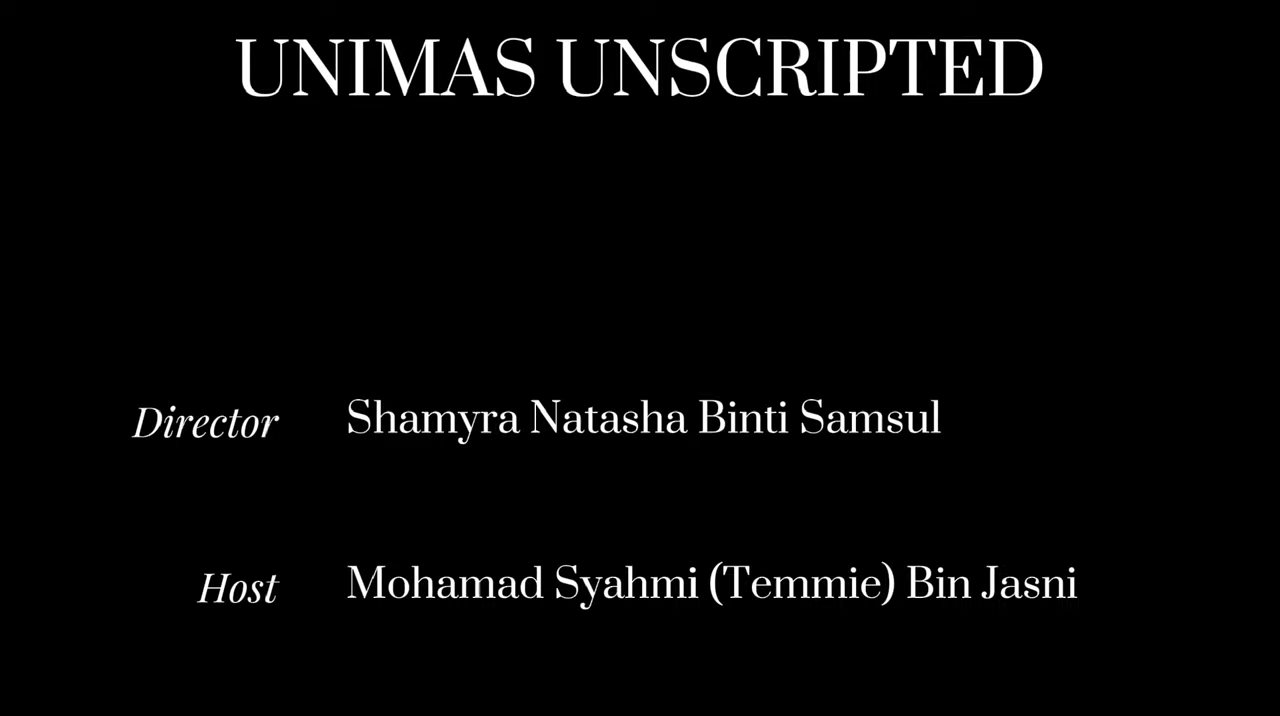 UNIMAS UNSCRIPTED
Director Shamyra Natasha Binti Samsul
Host Mohamad Syahmi (Temmie) Bin Jasni